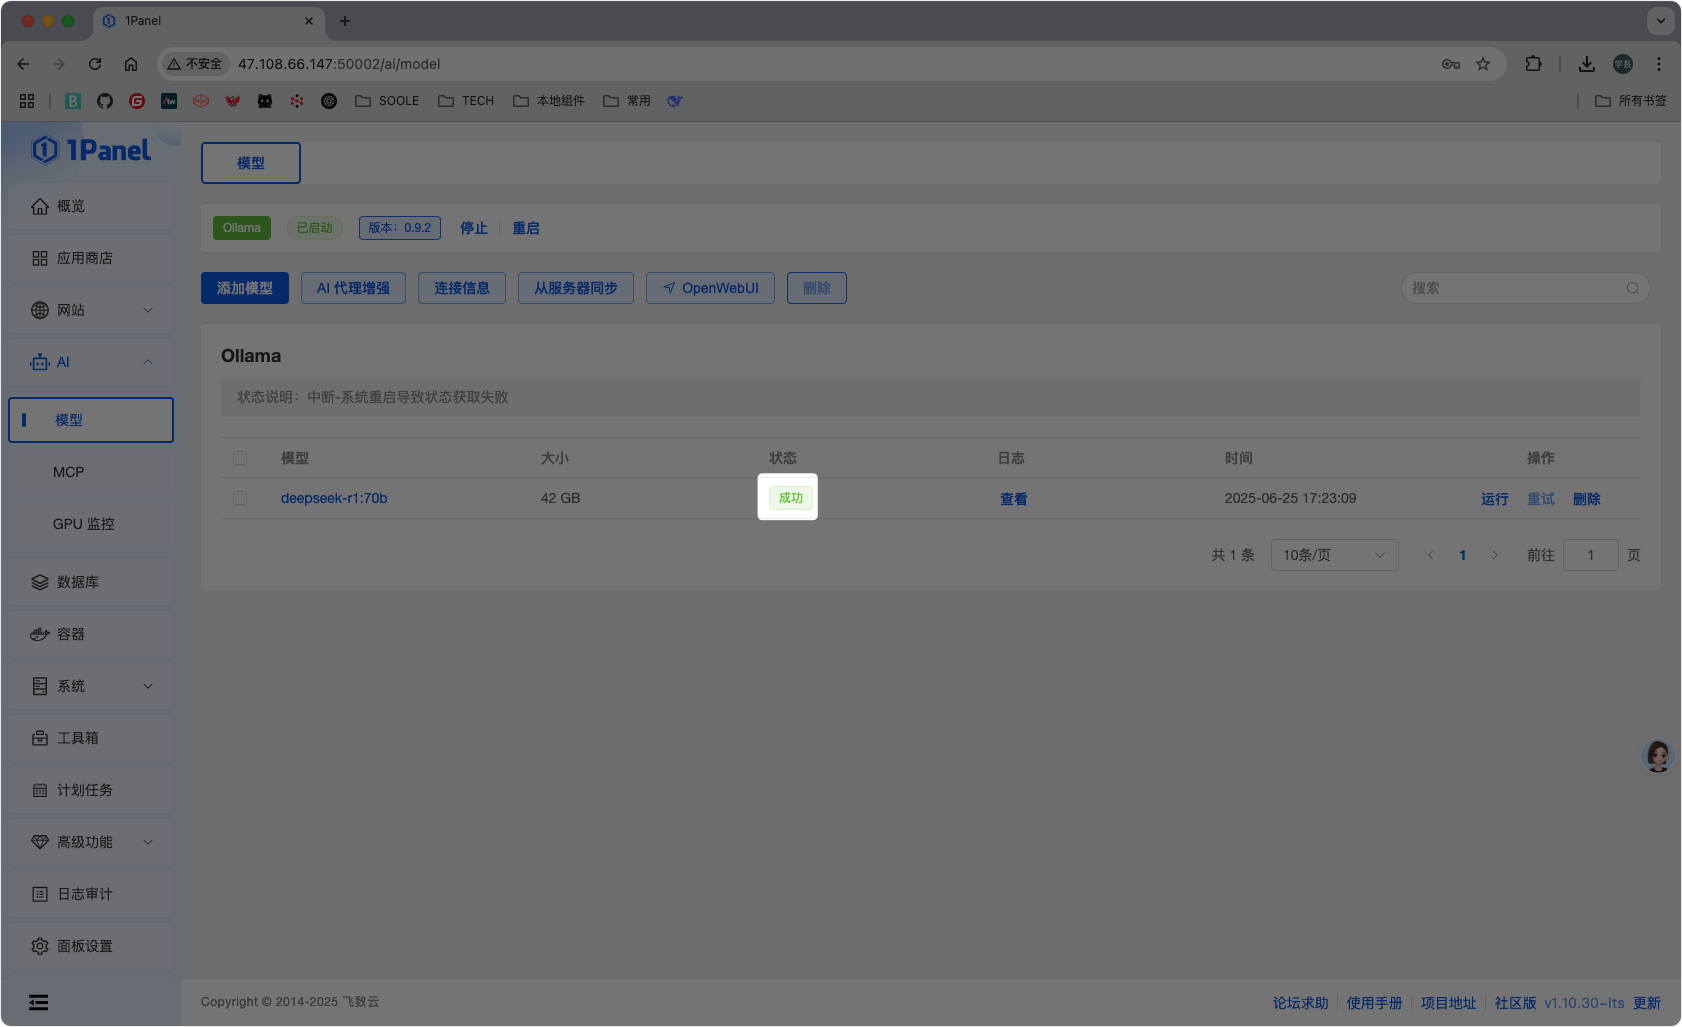 1Panel
不安全 47.108.66.147:50002/ai/model
SOOLE TECH 本地组件 常用 所有书签
1Panel
概览
应用商店
网站
AI
模型
MCP
GPU 监控
数据库
容器
系统
工具箱
计划任务
高级功能
日志审计
面板设置
模型
Ollama 已启动 版本：0.9.2 停止 重启
添加模型 AI 代理增强 连接信息 从服务器同步 OpenWebUI 删除 搜索
Ollama
状态说明：中断-系统重启导致状态获取失败
模型 大小 状态 日志 时间 操作
deepseek-r1:70b 42 GB 成功 查看 2025-06-25 17:23:09 运行 重试 删除
共 1 条 10条/页 1 前往 1 页
Copyright © 2014-2025 飞致云 论坛求助 使用手册 项目地址 社区版 v1.10.30-lts 更新